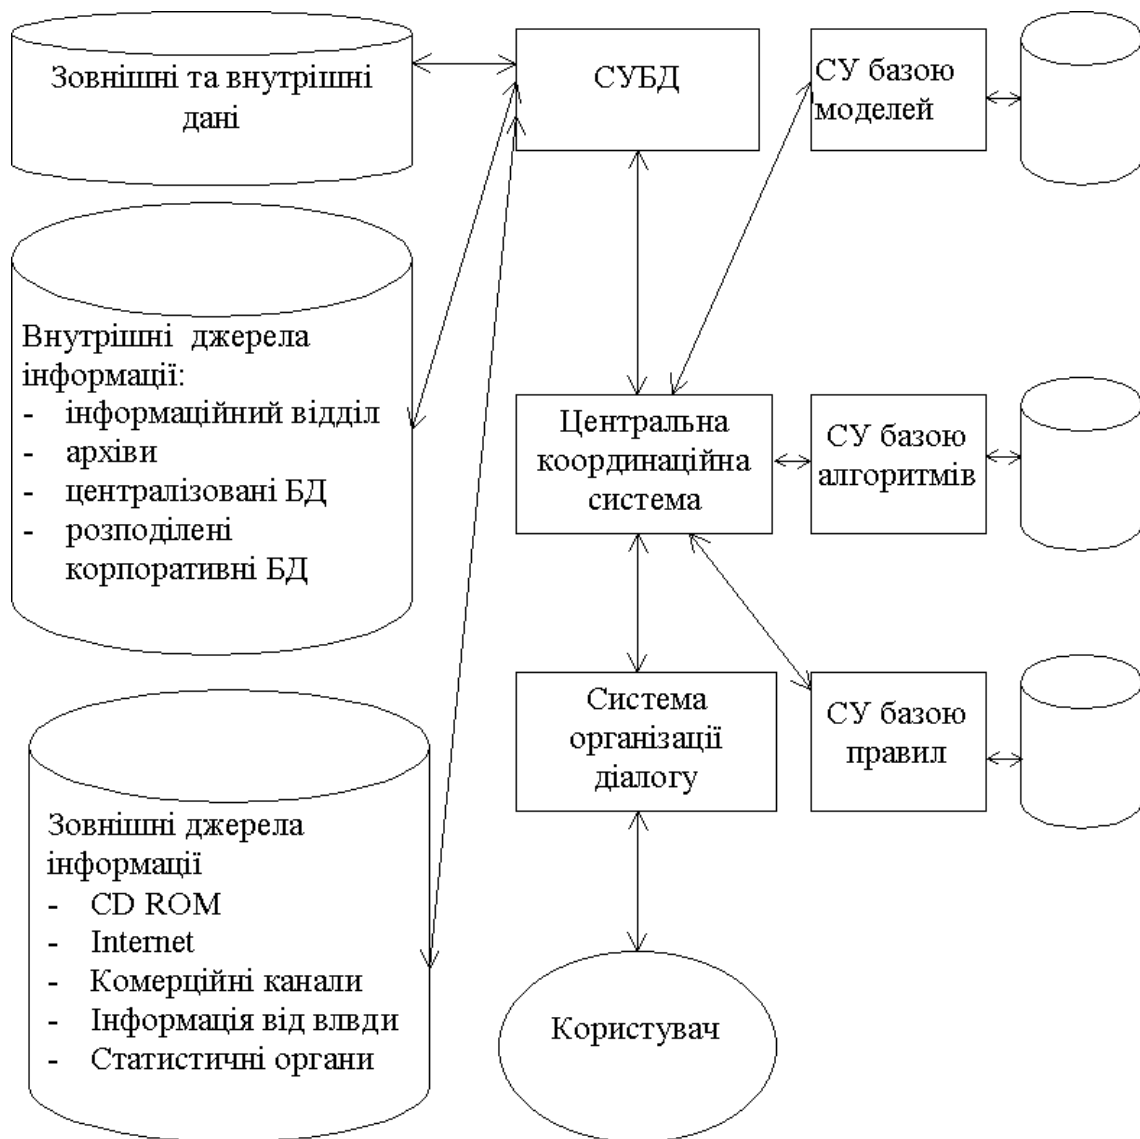 Зовнішні та внутрішні
дані
СУБД
СУ базою
моделей
Внутрішні джерела
інформації:
- інформаційний відділ
- архіви
- централізовані БД
- розподілені
корпоративні БД
Центральна
координаційна
система
СУ базою
алгоритмів
Система
організації
діалогу
СУ базою
правил
Зовнішні джерела
інформації
- CD ROM
- Internet
- Комерційні канали
- Інформація від влвди
- Статистичні органи
Користувач